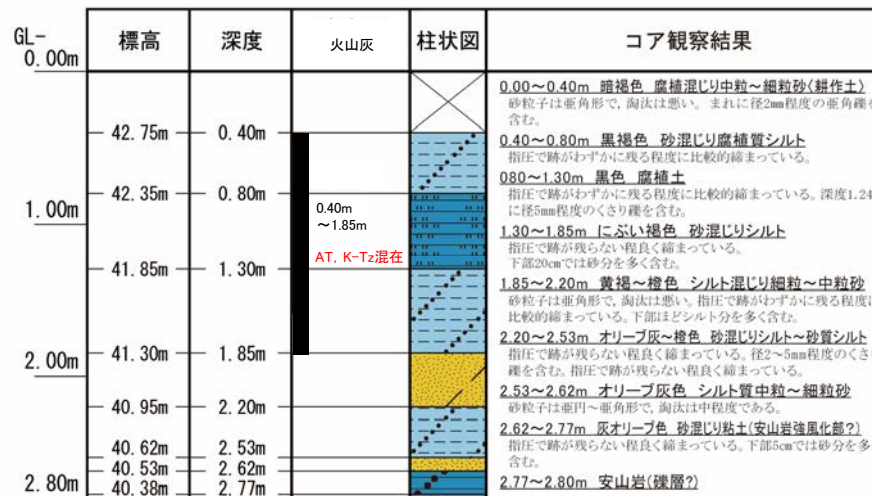 GL-
0.00m
標高
深度
火山灰
柱状図
コア観察結果
42.75m
0.40m
42.35m
0.80m
1.00m
41.85m
1.30m
41.30m
1.85m
2.00m
40.95m
2.20m
40.62m
2.53m
40.53m
2.62m
2.80m
40.38m
2.77m
0.40m
~1.85m
AT, K-Tz混在
0.00~0.40m 暗褐色 腐植混じり中粒~細粒砂(耕作土)
砂粒子は亜角形で, 淘汰は悪い。まれに径2mm程度の亜角礫を
含む。
0.40~0.80m 黒褐色 砂混じり腐植質シルト
指圧で跡がわずかに残る程度に比較的締まっている。
080~1.30m 黒色 腐植土
指圧で跡がわずかに残る程度に比較的締まっている。深度1.24
に径5mm程度のくさり礫を含む。
1.30~1.85m にぶい褐色 砂混じりシルト
指圧で跡が残らない程良く締まっている。
下部20cmでは砂分を多く含む。
1.85~2.20m 黄褐~橙色 シルト混じり細粒~中粒砂
砂粒子は亜角形で, 淘汰は悪い。指圧で跡がわずかに残る程度に
比較的締まっている。下部ほどシルト分を多く含む。
2.20~2.53m オリーブ灰~橙色 砂混じりシルト~砂質シルト
指圧で跡が残らない程良く締まっている。径2~5mm程度のくさ
礫を含む。指圧で跡が残らない程良く締まっている。
2.53~2.62m オリーブ灰色 シルト質中粒~細粒砂
砂粒子は亜円~亜角形で, 淘汰は中程度である。
2.62~2.77m 灰オリーブ色 砂混じり粘土(安山岩強風化部?)
指圧で跡が残らない程良く締まっている。下部5cmでは砂分を多
含む。
2.77~2.80m 安山岩(礫層?)